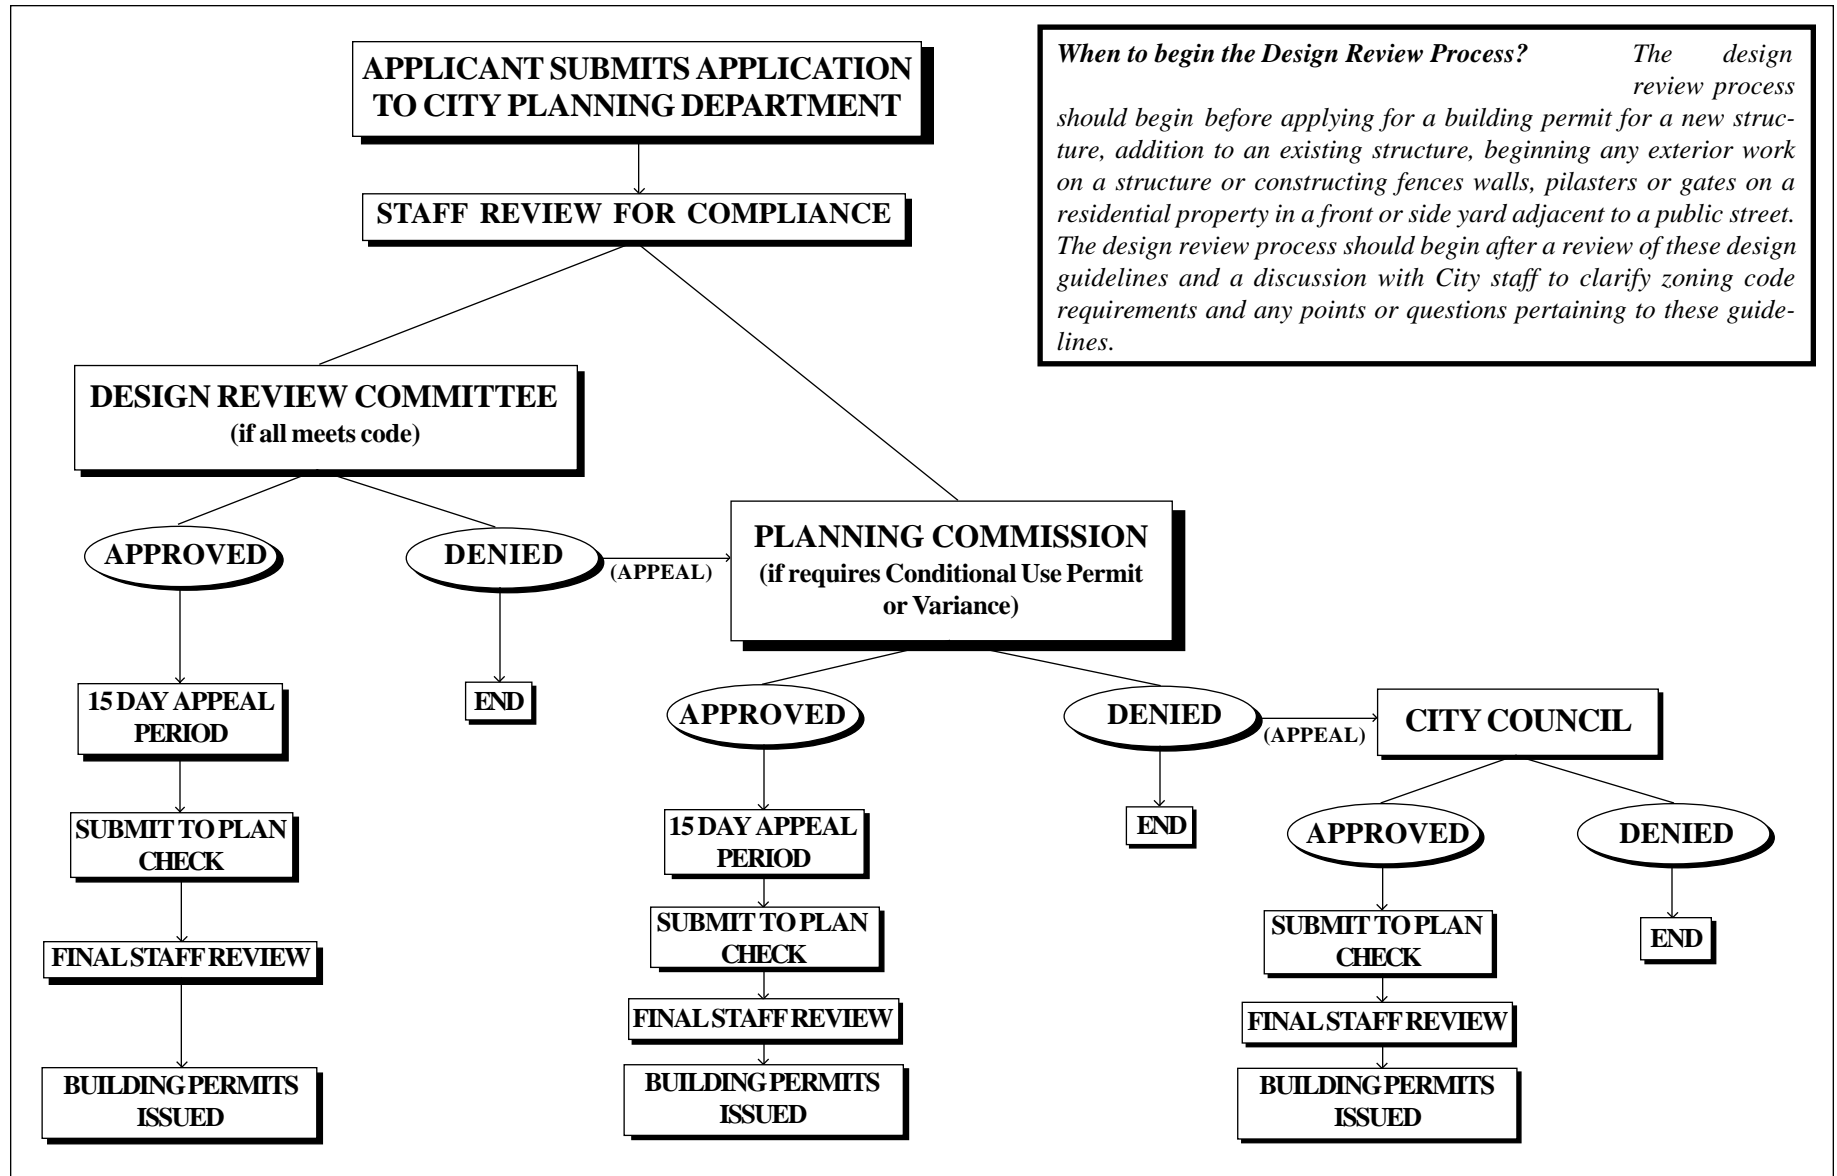 APPLICANT SUBMITS APPLICATION
TO CITY PLANNING DEPARTMENT
STAFF REVIEW FOR COMPLIANCE
When to begin the Design Review Process? The design
review process
should begin before applying for a building permit for a new struc-
ture, addition to an existing structure, beginning any exterior work
on a structure or constructing fences walls, pilasters or gates on a
residential property in a front or side yard adjacent to a public street.
The design review process should begin after a review of these design
guidelines and a discussion with City staff to clarify zoning code
requirements and any points or questions pertaining to these guide-
lines.
DESIGN REVIEW COMMITTEE
(if all meets code)
APPROVED
DENIED
(APPEAL)
PLANNING COMMISSION
(if requires Conditional Use Permit
or Variance)
15 DAY APPEAL
PERIOD
END
SUBMIT TO PLAN
CHECK
FINAL STAFF REVIEW
BUILDING PERMITS
ISSUED
APPROVED
DENIED
(APPEAL)
CITY COUNCIL
15 DAY APPEAL
PERIOD
END
SUBMIT TO PLAN
CHECK
FINAL STAFF REVIEW
BUILDING PERMITS
ISSUED
APPROVED
DENIED
SUBMIT TO PLAN
CHECK
END
FINAL STAFF REVIEW
BUILDING PERMITS
ISSUED